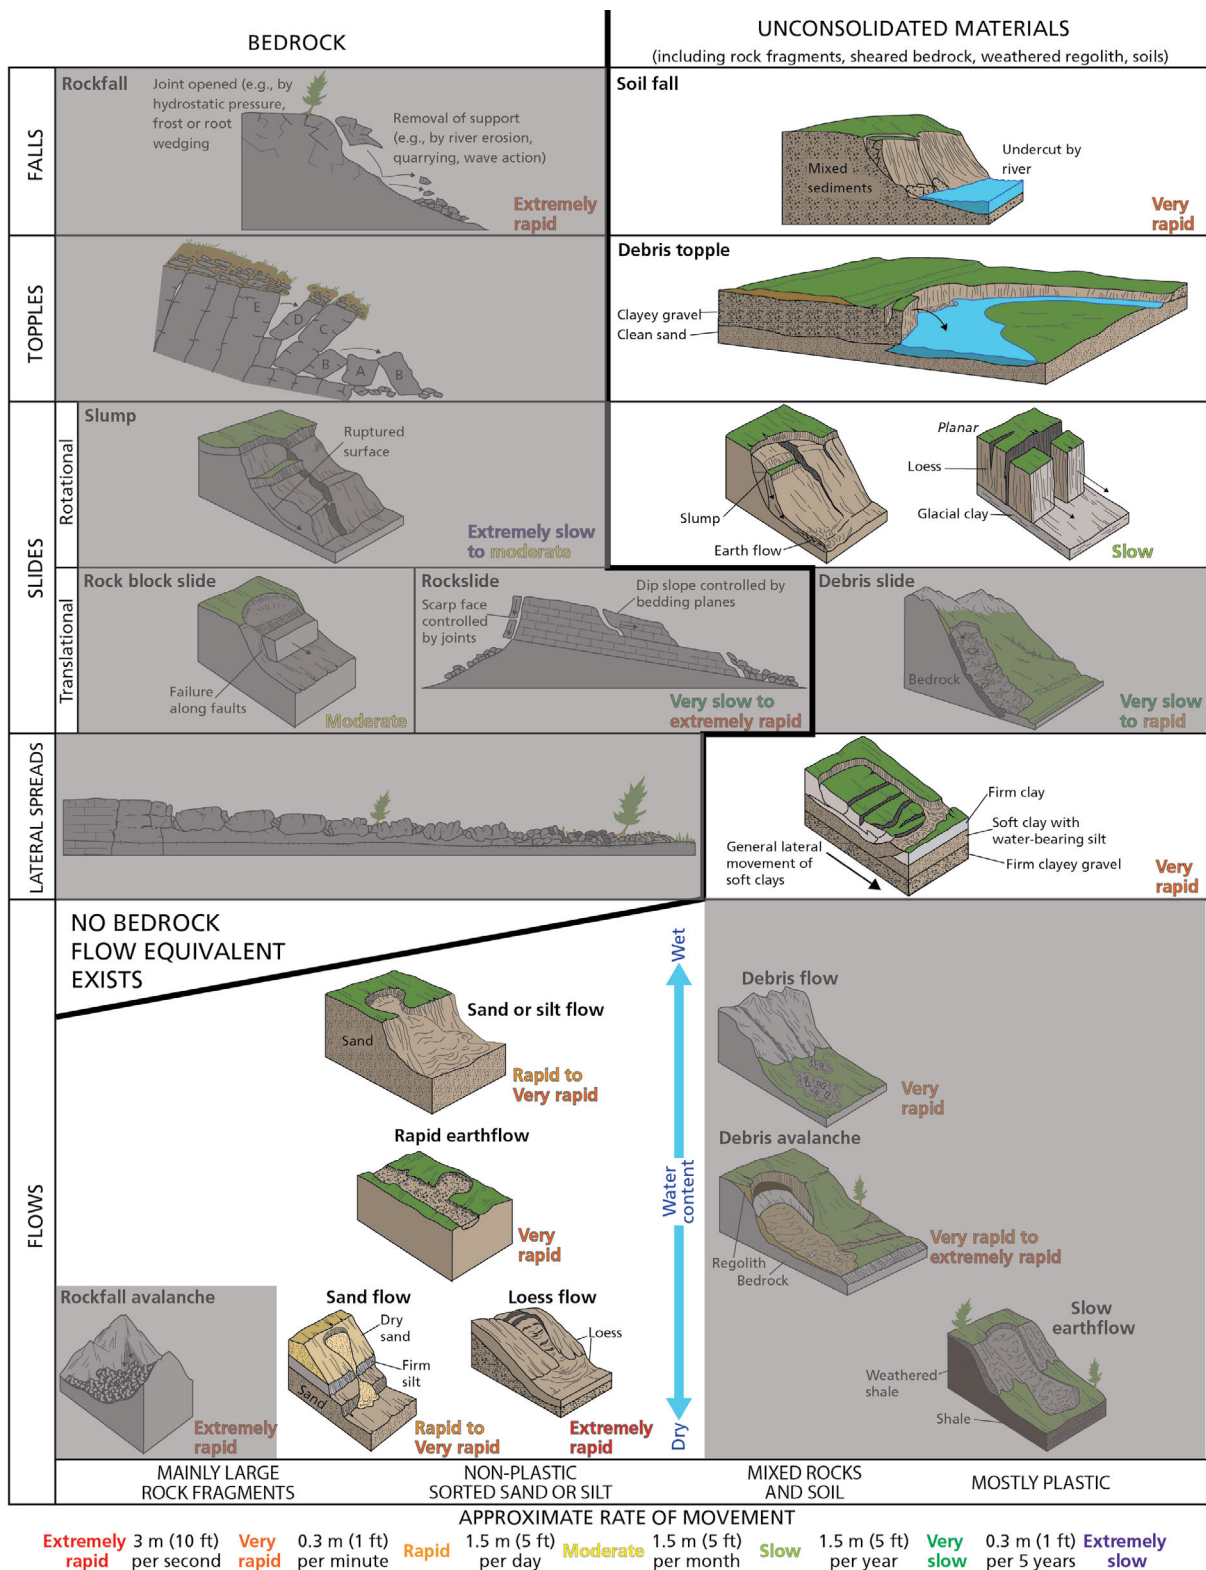 BEDROCK
UNCONSOLIDATED MATERIALS
(including rock fragments, sheared bedrock, weathered regolith, soils)
FALLS
Rockfall
Joint opened (e.g., by
hydrostatic pressure,
frost or root
wedging
Removal of support
(e.g., by river erosion,
quarrying, wave action)
Extremely
rapid
Soil fall
Mixed
sediments
Undercut by
river
Very
rapid
TOPPLES
E
D
C
B
A
B
Debris topple
Clayey gravel
Clean sand
SLIDES
Rotational
Slump
Ruptured
surface
Extremely slow
to moderate
Slump
Earth flow
Planar
Loess
Glacial clay
Slow
Translational
Rock block slide
Failure
along faults
Moderate
Rockslide
Scarp face
controlled
by joints
Dip slope controlled by
bedding planes
Very slow to
extremely rapid
Debris slide
Bedrock
Very slow
to rapid
LATERAL SPREADS
General lateral
movement of
soft clays
Firm clay
Soft clay with
water-bearing silt
Firm clayey gravel
Very
rapid
FLOWS
NO BEDROCK
FLOW EQUIVALENT
EXISTS
Sand or silt flow
Sand
Rapid to
Very rapid
Rapid earthflow
Very
rapid
Rockfall avalanche
Extremely
rapid
Sand flow
Dry
sand
Firm
silt
Sand
Rapid to
Very rapid
Loess flow
Loess
Extremely
rapid
Wet
Water
content
Dry
Debris flow
Very
rapid
Debris avalanche
Regolith
Bedrock
Very rapid to
extremely rapid
Slow
earthflow
Weathered
shale
Shale
MAINLY LARGE
ROCK FRAGMENTS
NON-PLASTIC
SORTED SAND OR SILT
MIXED ROCKS
AND SOIL
MOSTLY PLASTIC
APPROXIMATE RATE OF MOVEMENT
Extremely
rapid
3 m (10 ft)
per second
Very
rapid
0.3 m (1 ft)
per minute
Rapid
1.5 m (5 ft)
per day
Moderate
1.5 m (5 ft)
per month
Slow
1.5 m (5 ft)
per year
Very
slow
0.3 m (1 ft)
per 5 years
Extremely
slow